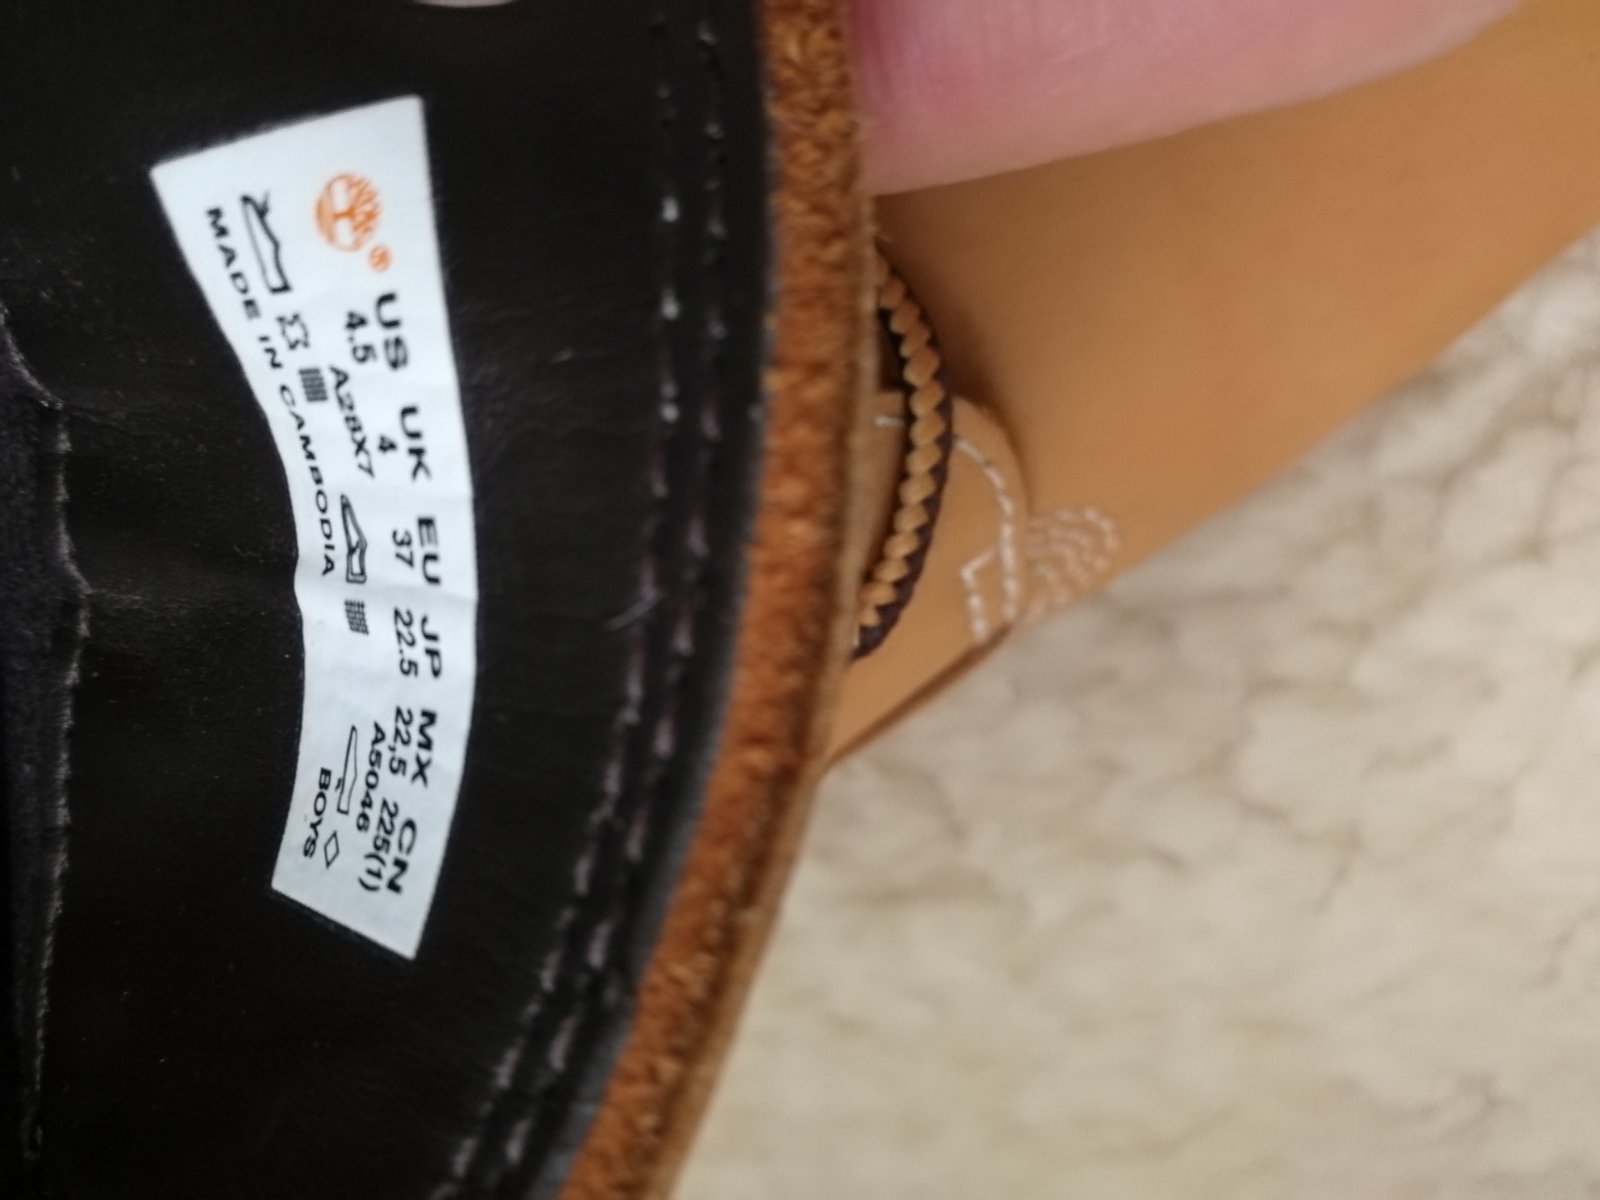 ® US UK EU JP MX CN
4.5 4 37 22.5 22,5 225(1)
A28X7 A5046
BOYS
MADE IN CAMBODIA